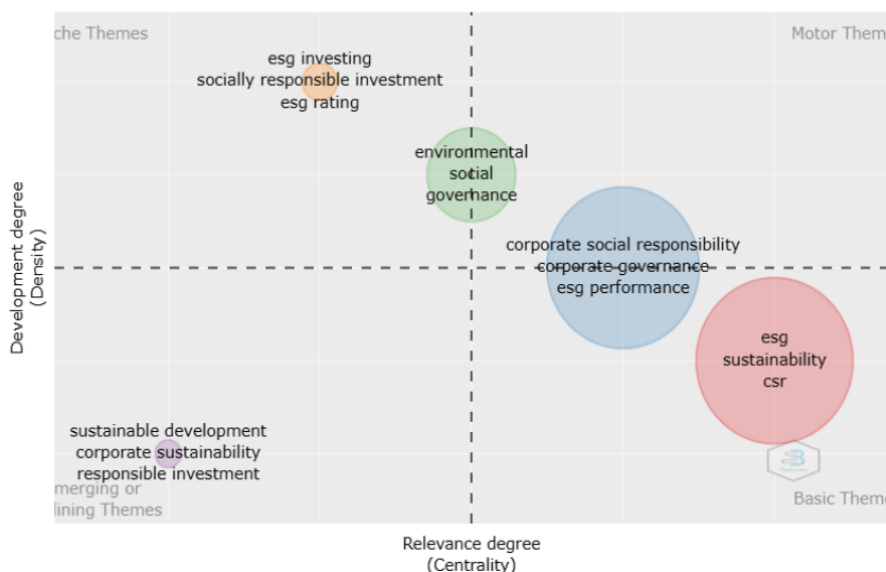 che Themes
Motor Them
esg investing
socially responsible investment
esg rating
environmental
social
governance
corporate social responsibility
corporate governance
esg performance
esg
sustainability
csr
sustainable development
corporate sustainability
responsible investment
merging or
lining Themes
Basic Theme
Development degree
(Density)
Relevance degree
(Centrality)